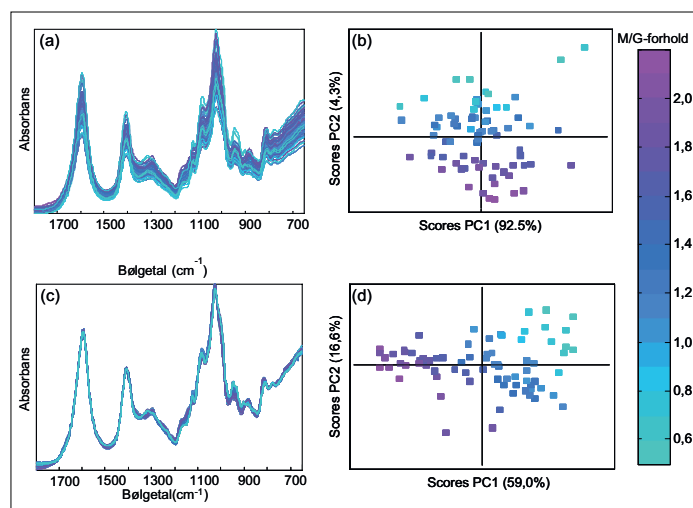 (a)
Absorbans
1700 1500 1300 1100 900 700
Bølgetal (cm⁻¹)
(b)
Scores PC2 (4,3%)
Scores PC1 (92.5%)
(c)
Absorbans
1700 1500 1300 1100 900 700
Bølgetal(cm⁻¹)
(d)
Scores PC2 (16,6%)
Scores PC1 (59,0%)
M/G-forhold
2,0
1,8
1,6
1,4
1,2
1,0
0,8
0,6